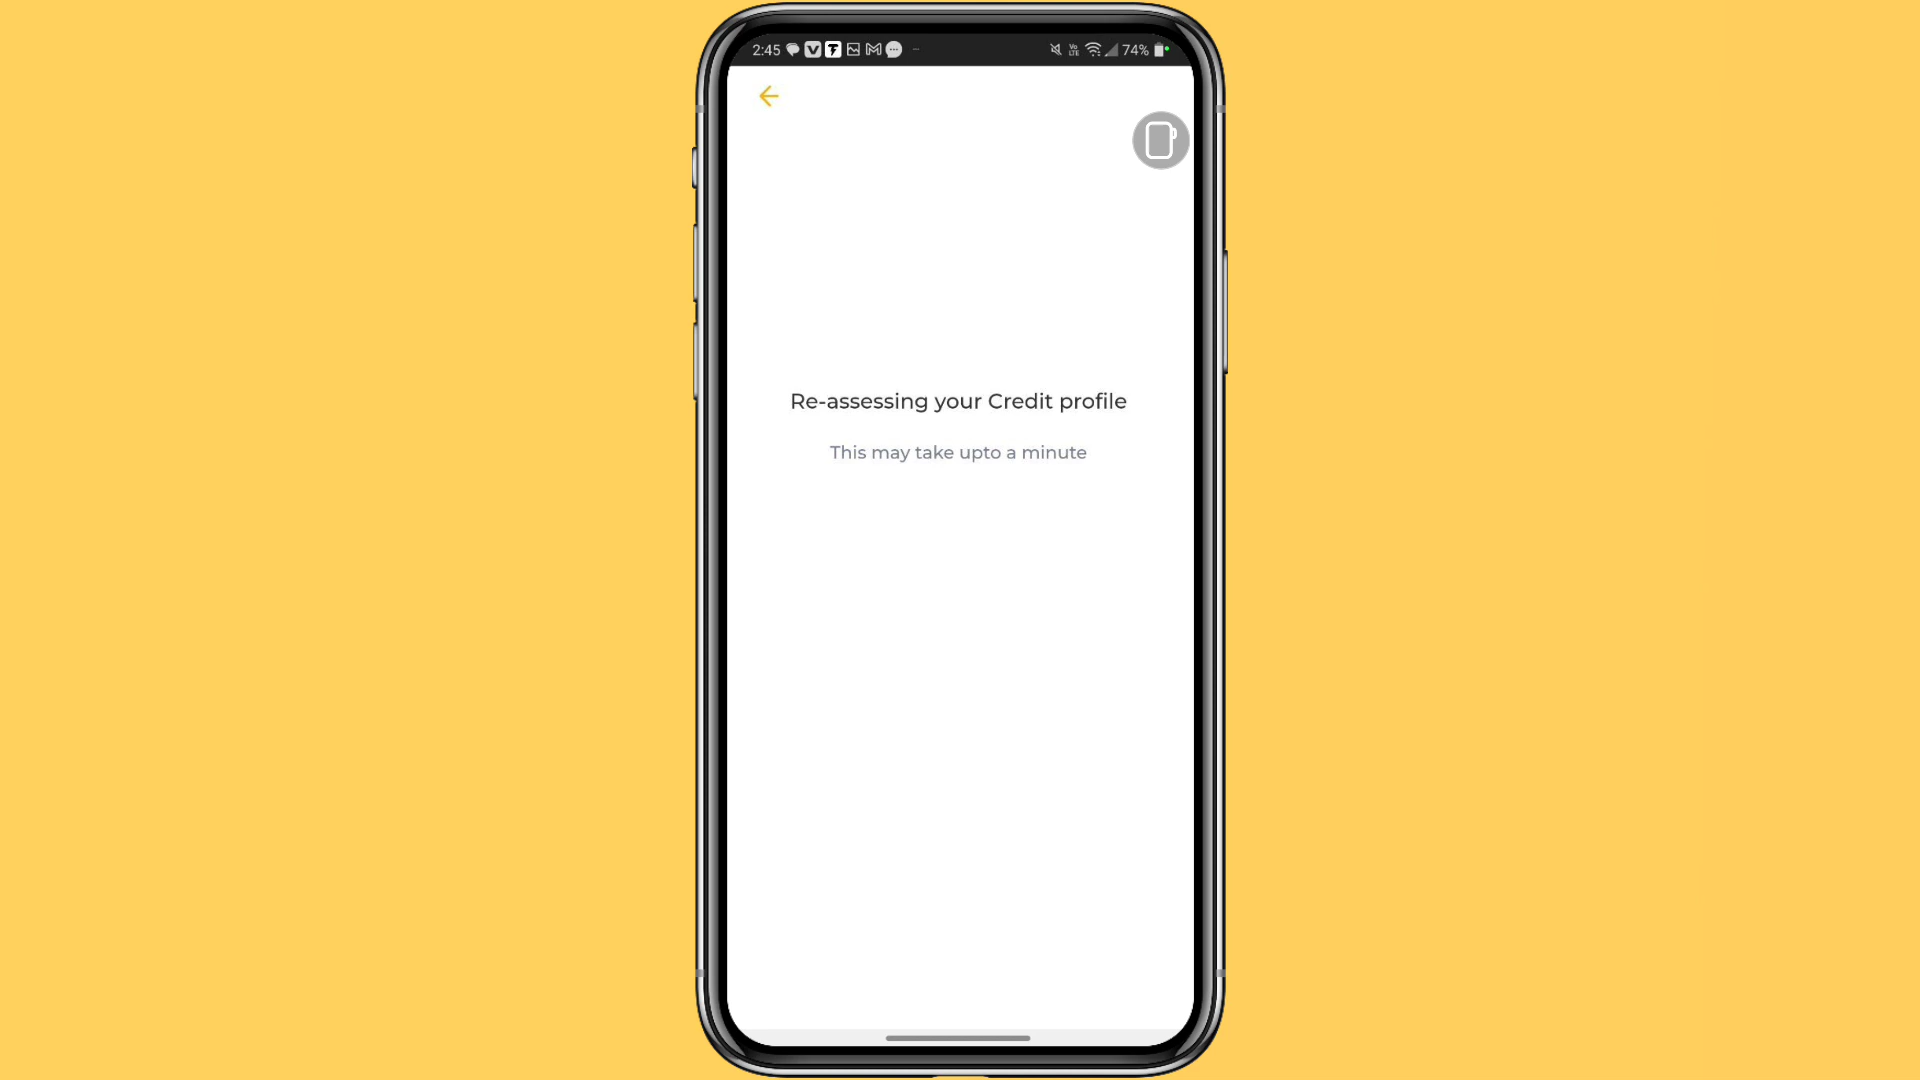 2:45 74%
Re-assessing your Credit profile
This may take upto a minute